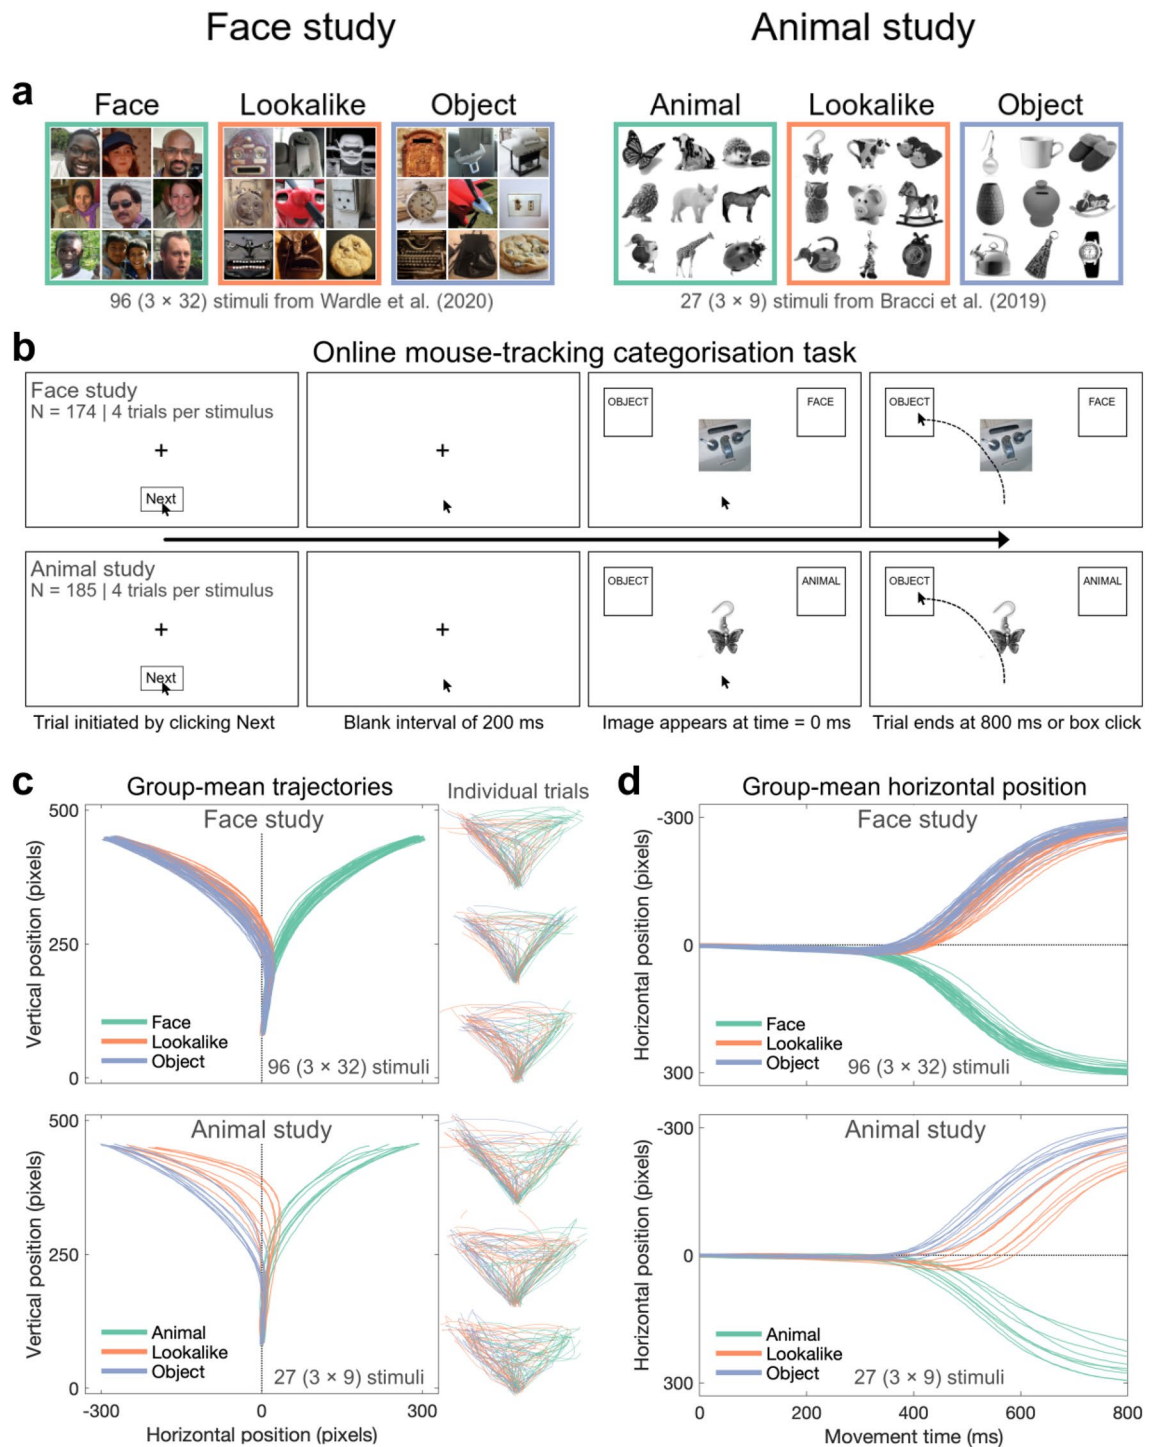 Face study
Animal study
a
Face
Lookalike
Object
Animal
Lookalike
Object
96 (3 × 32) stimuli from Wardle et al. (2020)
27 (3 × 9) stimuli from Bracci et al. (2019)
b
Online mouse-tracking categorisation task
Face study
N = 174 | 4 trials per stimulus
+
Next
+
OBJECT
FACE
OBJECT
FACE
Animal study
N = 185 | 4 trials per stimulus
+
Next
+
OBJECT
ANIMAL
OBJECT
ANIMAL
Trial initiated by clicking Next
Blank interval of 200 ms
Image appears at time = 0 ms
Trial ends at 800 ms or box click
c
Group-mean trajectories
Individual trials
Face study
Vertical position (pixels)
500
250
0
Face
Lookalike
Object
96 (3 × 32) stimuli
Animal study
Vertical position (pixels)
500
250
0
Animal
Lookalike
Object
27 (3 × 9) stimuli
-300
0
300
Horizontal position (pixels)
d
Group-mean horizontal position
Face study
Horizontal position (pixels)
-300
0
300
Face
Lookalike
Object
96 (3 × 32) stimuli
Animal study
Horizontal position (pixels)
-300
0
300
Animal
Lookalike
Object
27 (3 × 9) stimuli
0
200
400
600
800
Movement time (ms)